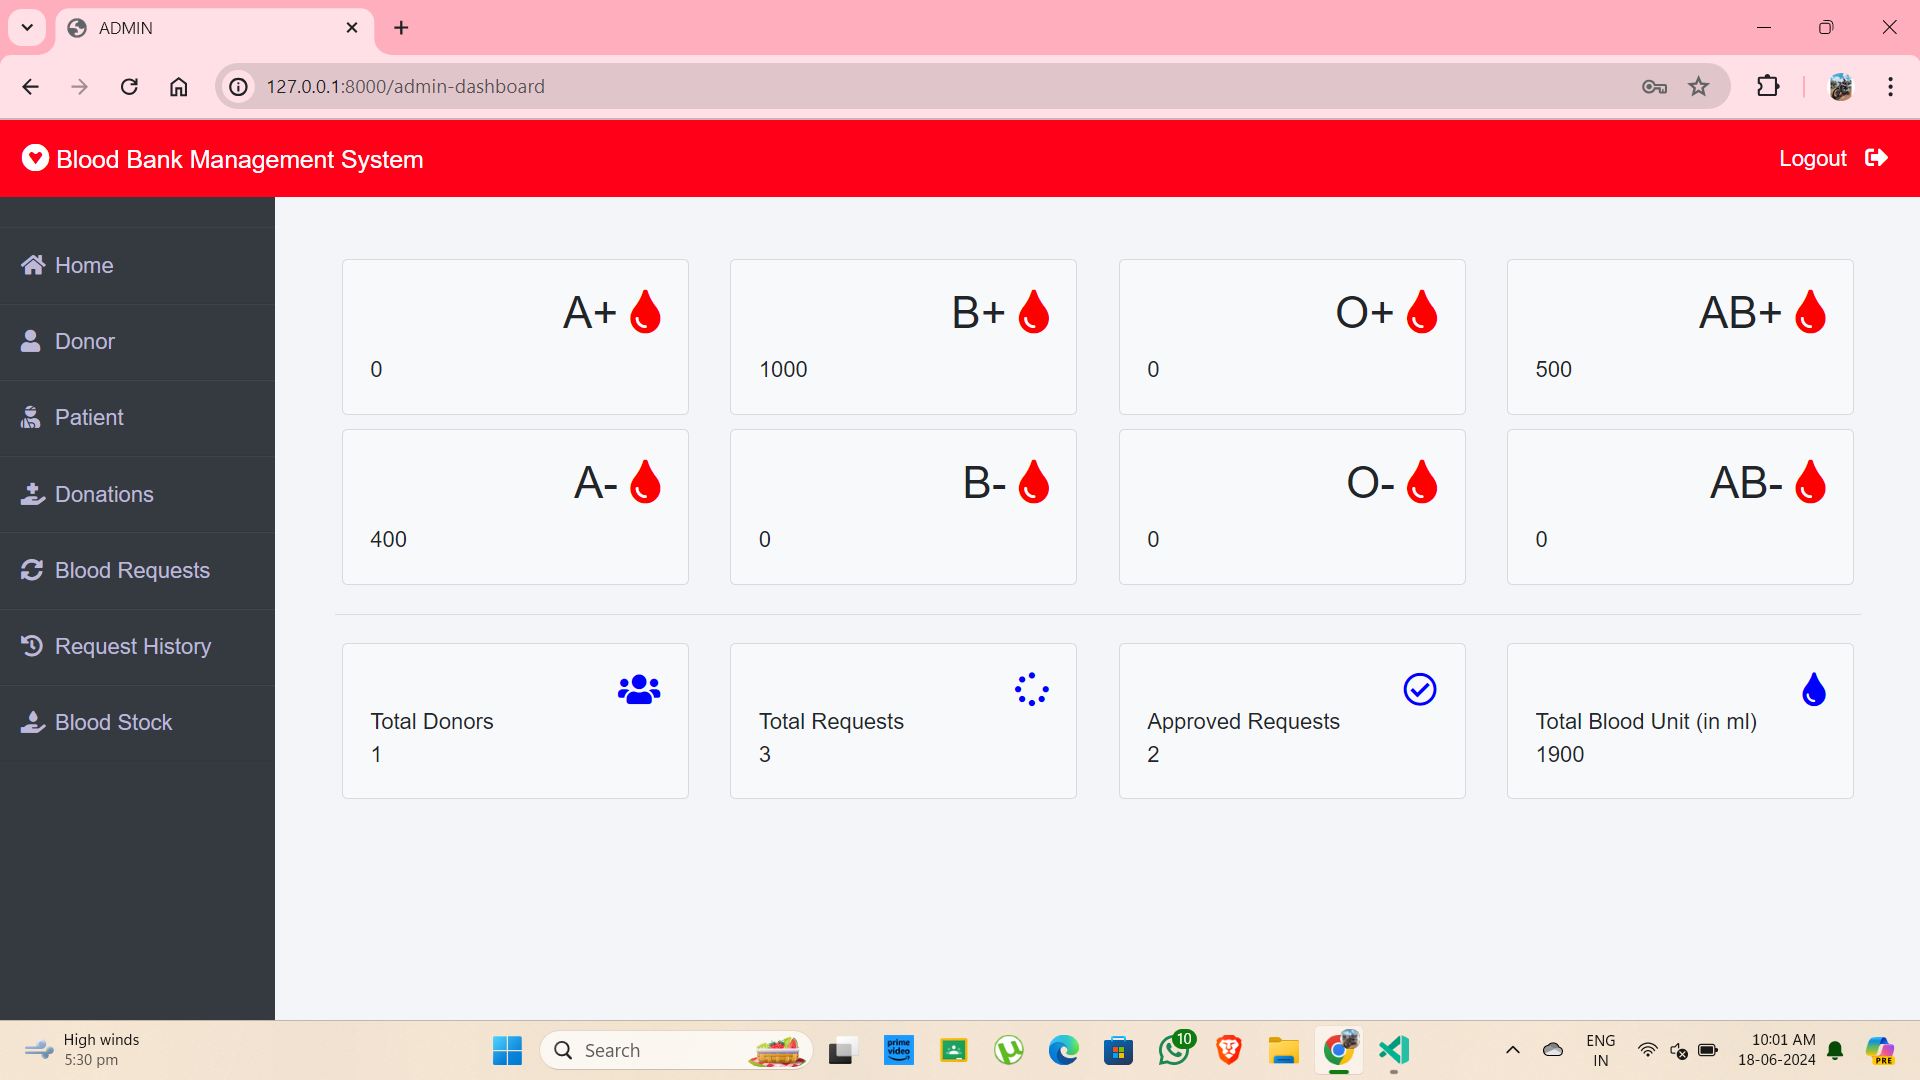 ADMIN
127.0.0.1:8000/admin-dashboard
Blood Bank Management System
Logout
Home
Donor
Patient
Donations
Blood Requests
Request History
Blood Stock
A+
0
B+
1000
O+
0
AB+
500
A-
400
B-
0
O-
0
AB-
0
Total Donors
1
Total Requests
3
Approved Requests
2
Total Blood Unit (in ml)
1900
High winds
5:30 pm
Search
prime video
10
ENG
IN
10:01 AM
18-06-2024
PRE